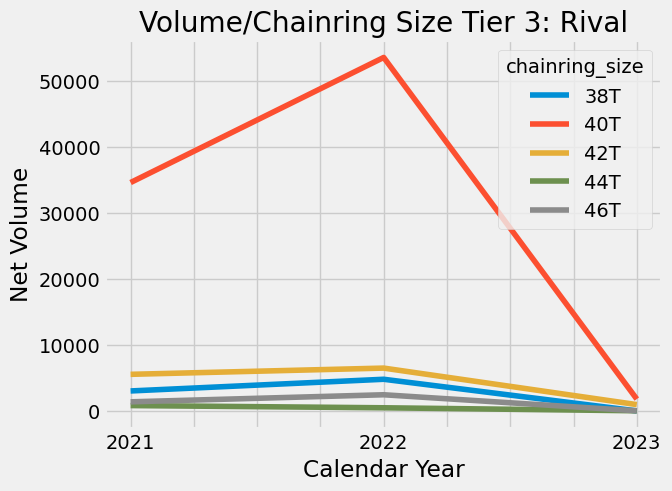 Volume/Chainring Size Tier 3: Rival
chainring_size
38T
40T
42T
44T
46T
50000
40000
30000
20000
10000
0
Net Volume
2021 2022 2023
Calendar Year